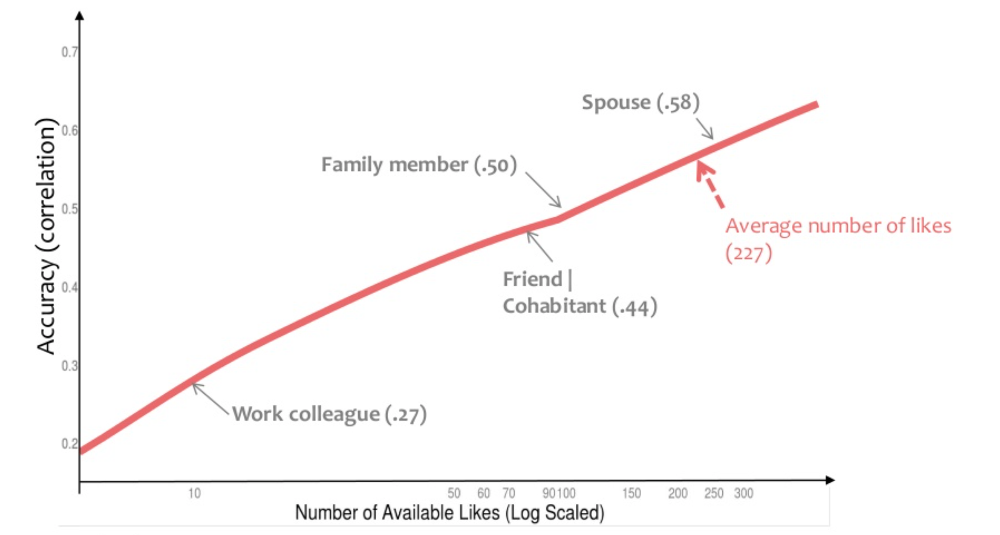 0.7
Spouse (.58)
0.6
Family member (.50)
0.5
Average number of likes
(227)
Friend |
Cohabitant (.44)
0.4
0.3
Work colleague (.27)
0.2
Accuracy (correlation)
10 50 60 70 90 100 150 200 250 300
Number of Available Likes (Log Scaled)